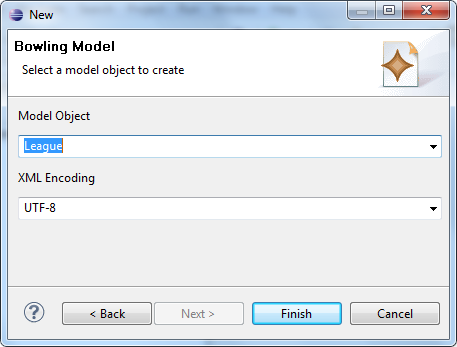 New
Bowling Model
Select a model object to create
Model Object
League
XML Encoding
UTF-8
?
< Back
Next >
Finish
Cancel